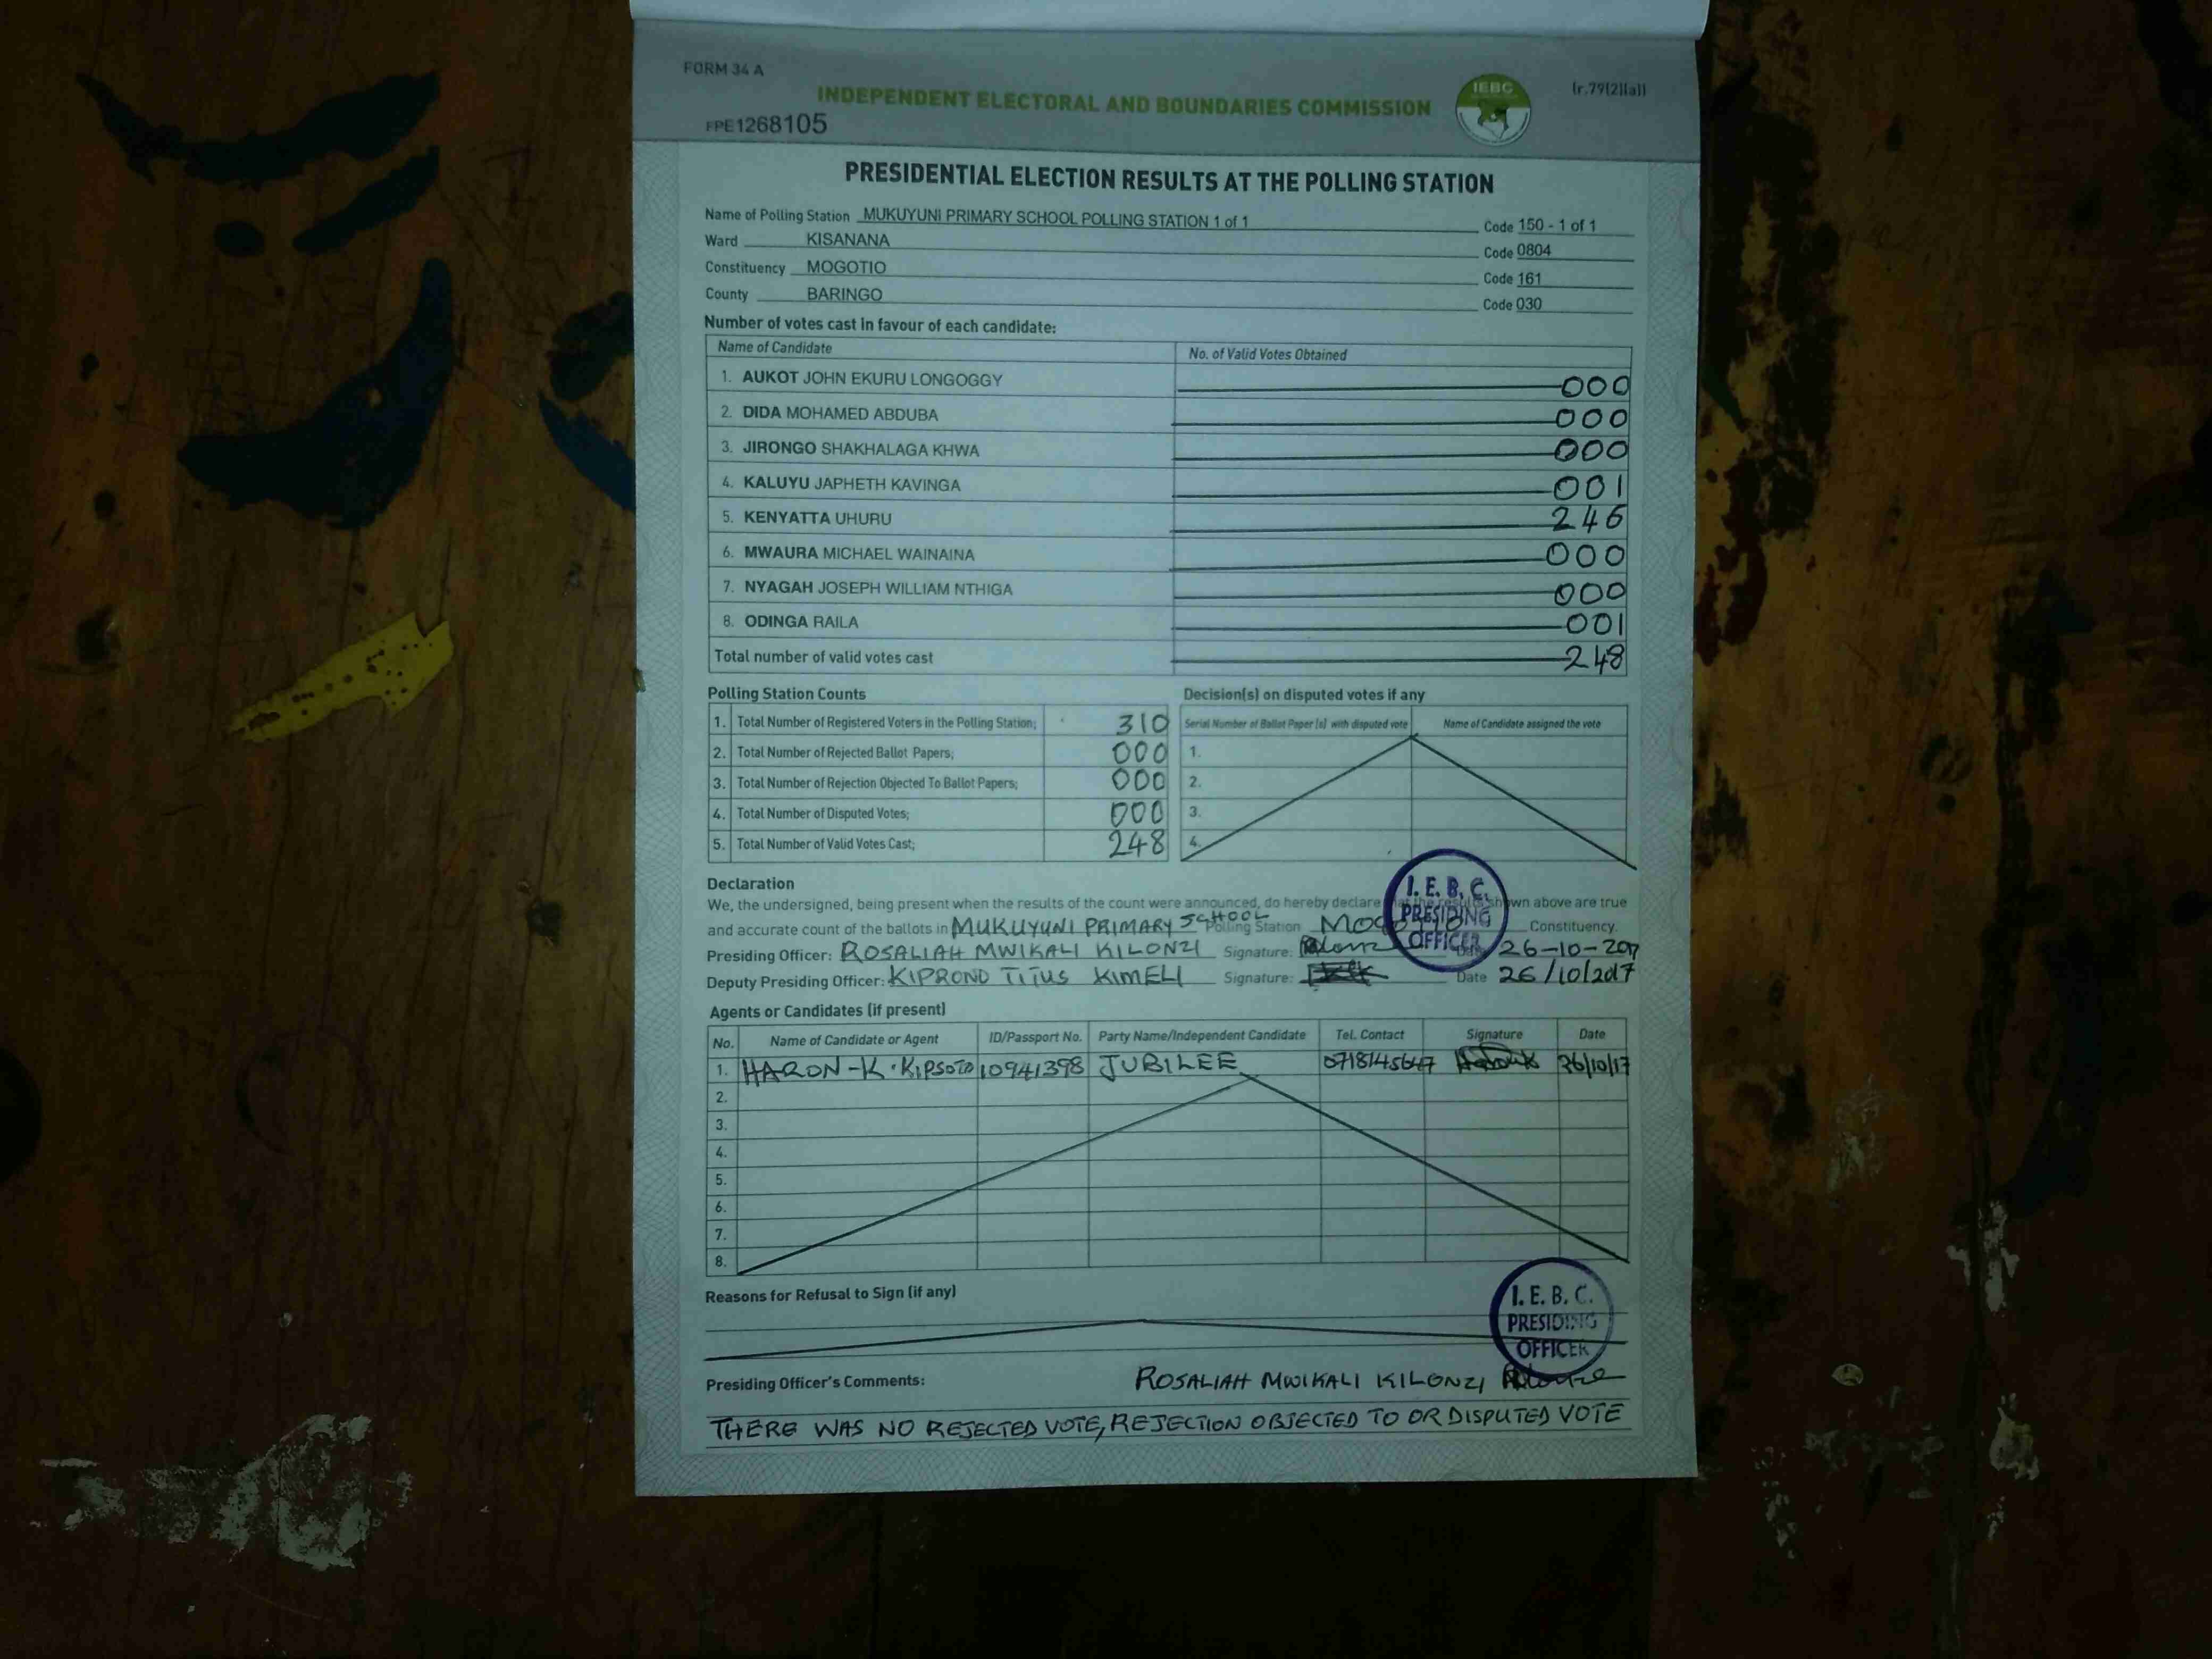 FORM 34 A
INDEPENDENT ELECTORAL AND BOUNDARIES COMMISSION
IEBC
(r.79(2)(a))
FPE1268105
PRESIDENTIAL ELECTION RESULTS AT THE POLLING STATION
Name of Polling Station MUKUYUNI PRIMARY SCHOOL POLLING STATION 1 of 1 Code 150 - 1 of 1
Ward KISANANA Code 0804
Constituency MOGOTIO Code 161
County BARINGO Code 030
Number of votes cast in favour of each candidate:
Name of Candidate No. of Valid Votes Obtained
1. AUKOT JOHN EKURU LONGOGGY 000
2. DIDA MOHAMED ABDUBA 000
3. JIRONGO SHAKHALAGA KHWA 000
4. KALUYU JAPHETH KAVINGA 001
5. KENYATTA UHURU 246
6. MWAURA MICHAEL WAINAINA 000
7. NYAGAH JOSEPH WILLIAM NTHIGA 000
8. ODINGA RAILA 001
Total number of valid votes cast 248
Polling Station Counts
1. Total Number of Registered Voters in the Polling Station; 310
2. Total Number of Rejected Ballot Papers; 000
3. Total Number of Rejection Objected To Ballot Papers; 000
4. Total Number of Disputed Votes; 000
5. Total Number of Valid Votes Cast; 248
Decision(s) on disputed votes if any
Serial Number of Ballot Paper (s) with disputed vote Name of Candidate assigned the vote
1.
2.
3.
4.
Declaration
We, the undersigned, being present when the results of the count were announced, do hereby declare that the results shown above are true
and accurate count of the ballots in MUKUYUNI PRIMARY SCHOOL Polling Station MOGOTIO Constituency.
Presiding Officer: ROSALIAH MWIKALI KILONZI Signature: Date 26-10-2017
Deputy Presiding Officer: KIPRONO TITUS KIMELI Signature: Date 26/10/2017
I. E. B. C.
PRESIDING
OFFICER
Agents or Candidates (if present)
No. Name of Candidate or Agent ID/Passport No. Party Name/Independent Candidate Tel. Contact Signature Date
1. HARON-K. 10941398 JUBILEE 26/10/17
2.
3.
4.
5.
6.
7.
8.
Reasons for Refusal to Sign (if any)
I. E. B. C.
PRESIDING
OFFICER
Presiding Officer's Comments: ROSALIAH MWIKALI KILONZI
THERE WAS NO REJECTED VOTE, REJECTION OBJECTED TO OR DISPUTED VOTE